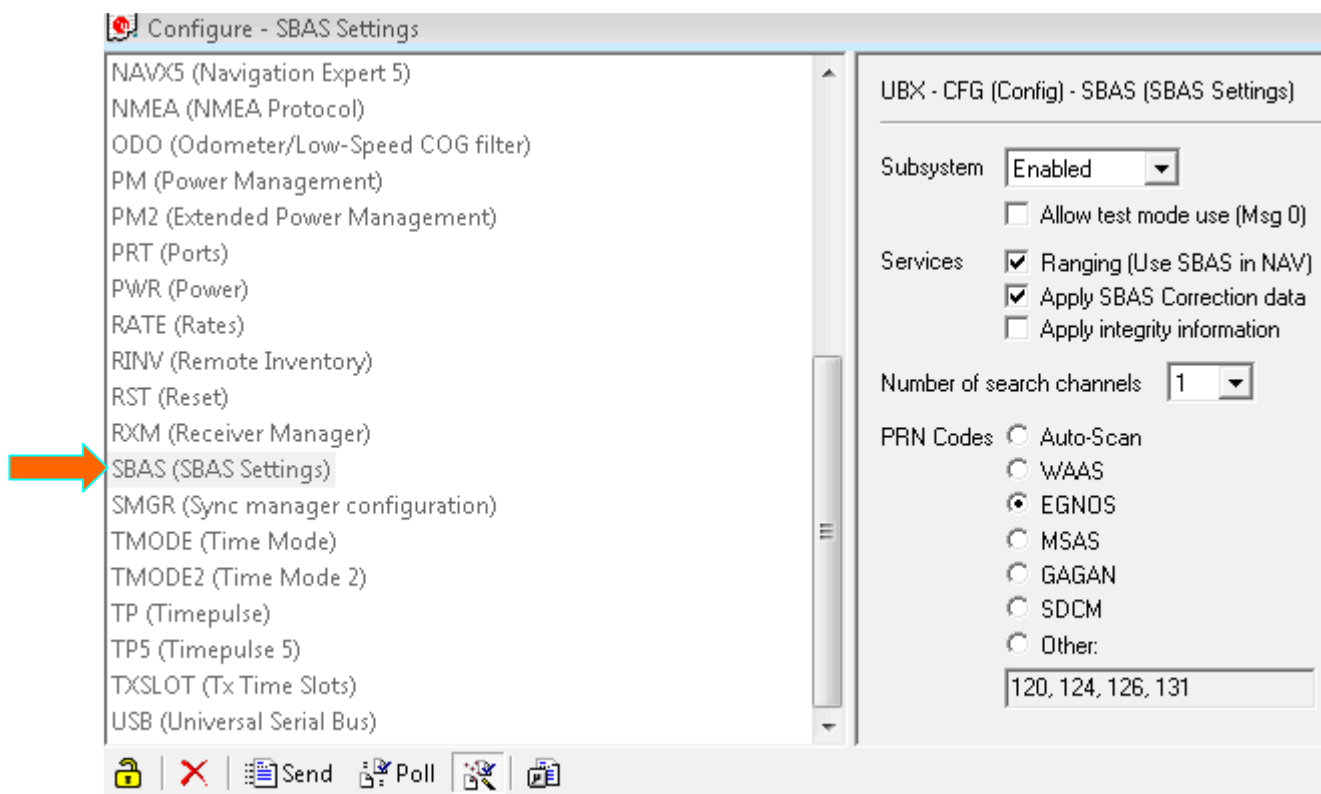 Configure - SBAS Settings
NAVX5 (Navigation Expert 5)
NMEA (NMEA Protocol)
ODO (Odometer/Low-Speed COG filter)
PM (Power Management)
PM2 (Extended Power Management)
PRT (Ports)
PWR (Power)
RATE (Rates)
RINV (Remote Inventory)
RST (Reset)
RXM (Receiver Manager)
SBAS (SBAS Settings)
SMGR (Sync manager configuration)
TMODE (Time Mode)
TMODE2 (Time Mode 2)
TP (Timepulse)
TP5 (Timepulse 5)
TXSLOT (Tx Time Slots)
USB (Universal Serial Bus)
UBX - CFG (Config) - SBAS (SBAS Settings)
Subsystem Enabled
Allow test mode use (Msg 0)
Services Ranging (Use SBAS in NAV)
Apply SBAS Correction data
Apply integrity information
Number of search channels 1
PRN Codes Auto-Scan
WAAS
EGNOS
MSAS
GAGAN
SDCM
Other:
120, 124, 126, 131
Send Poll